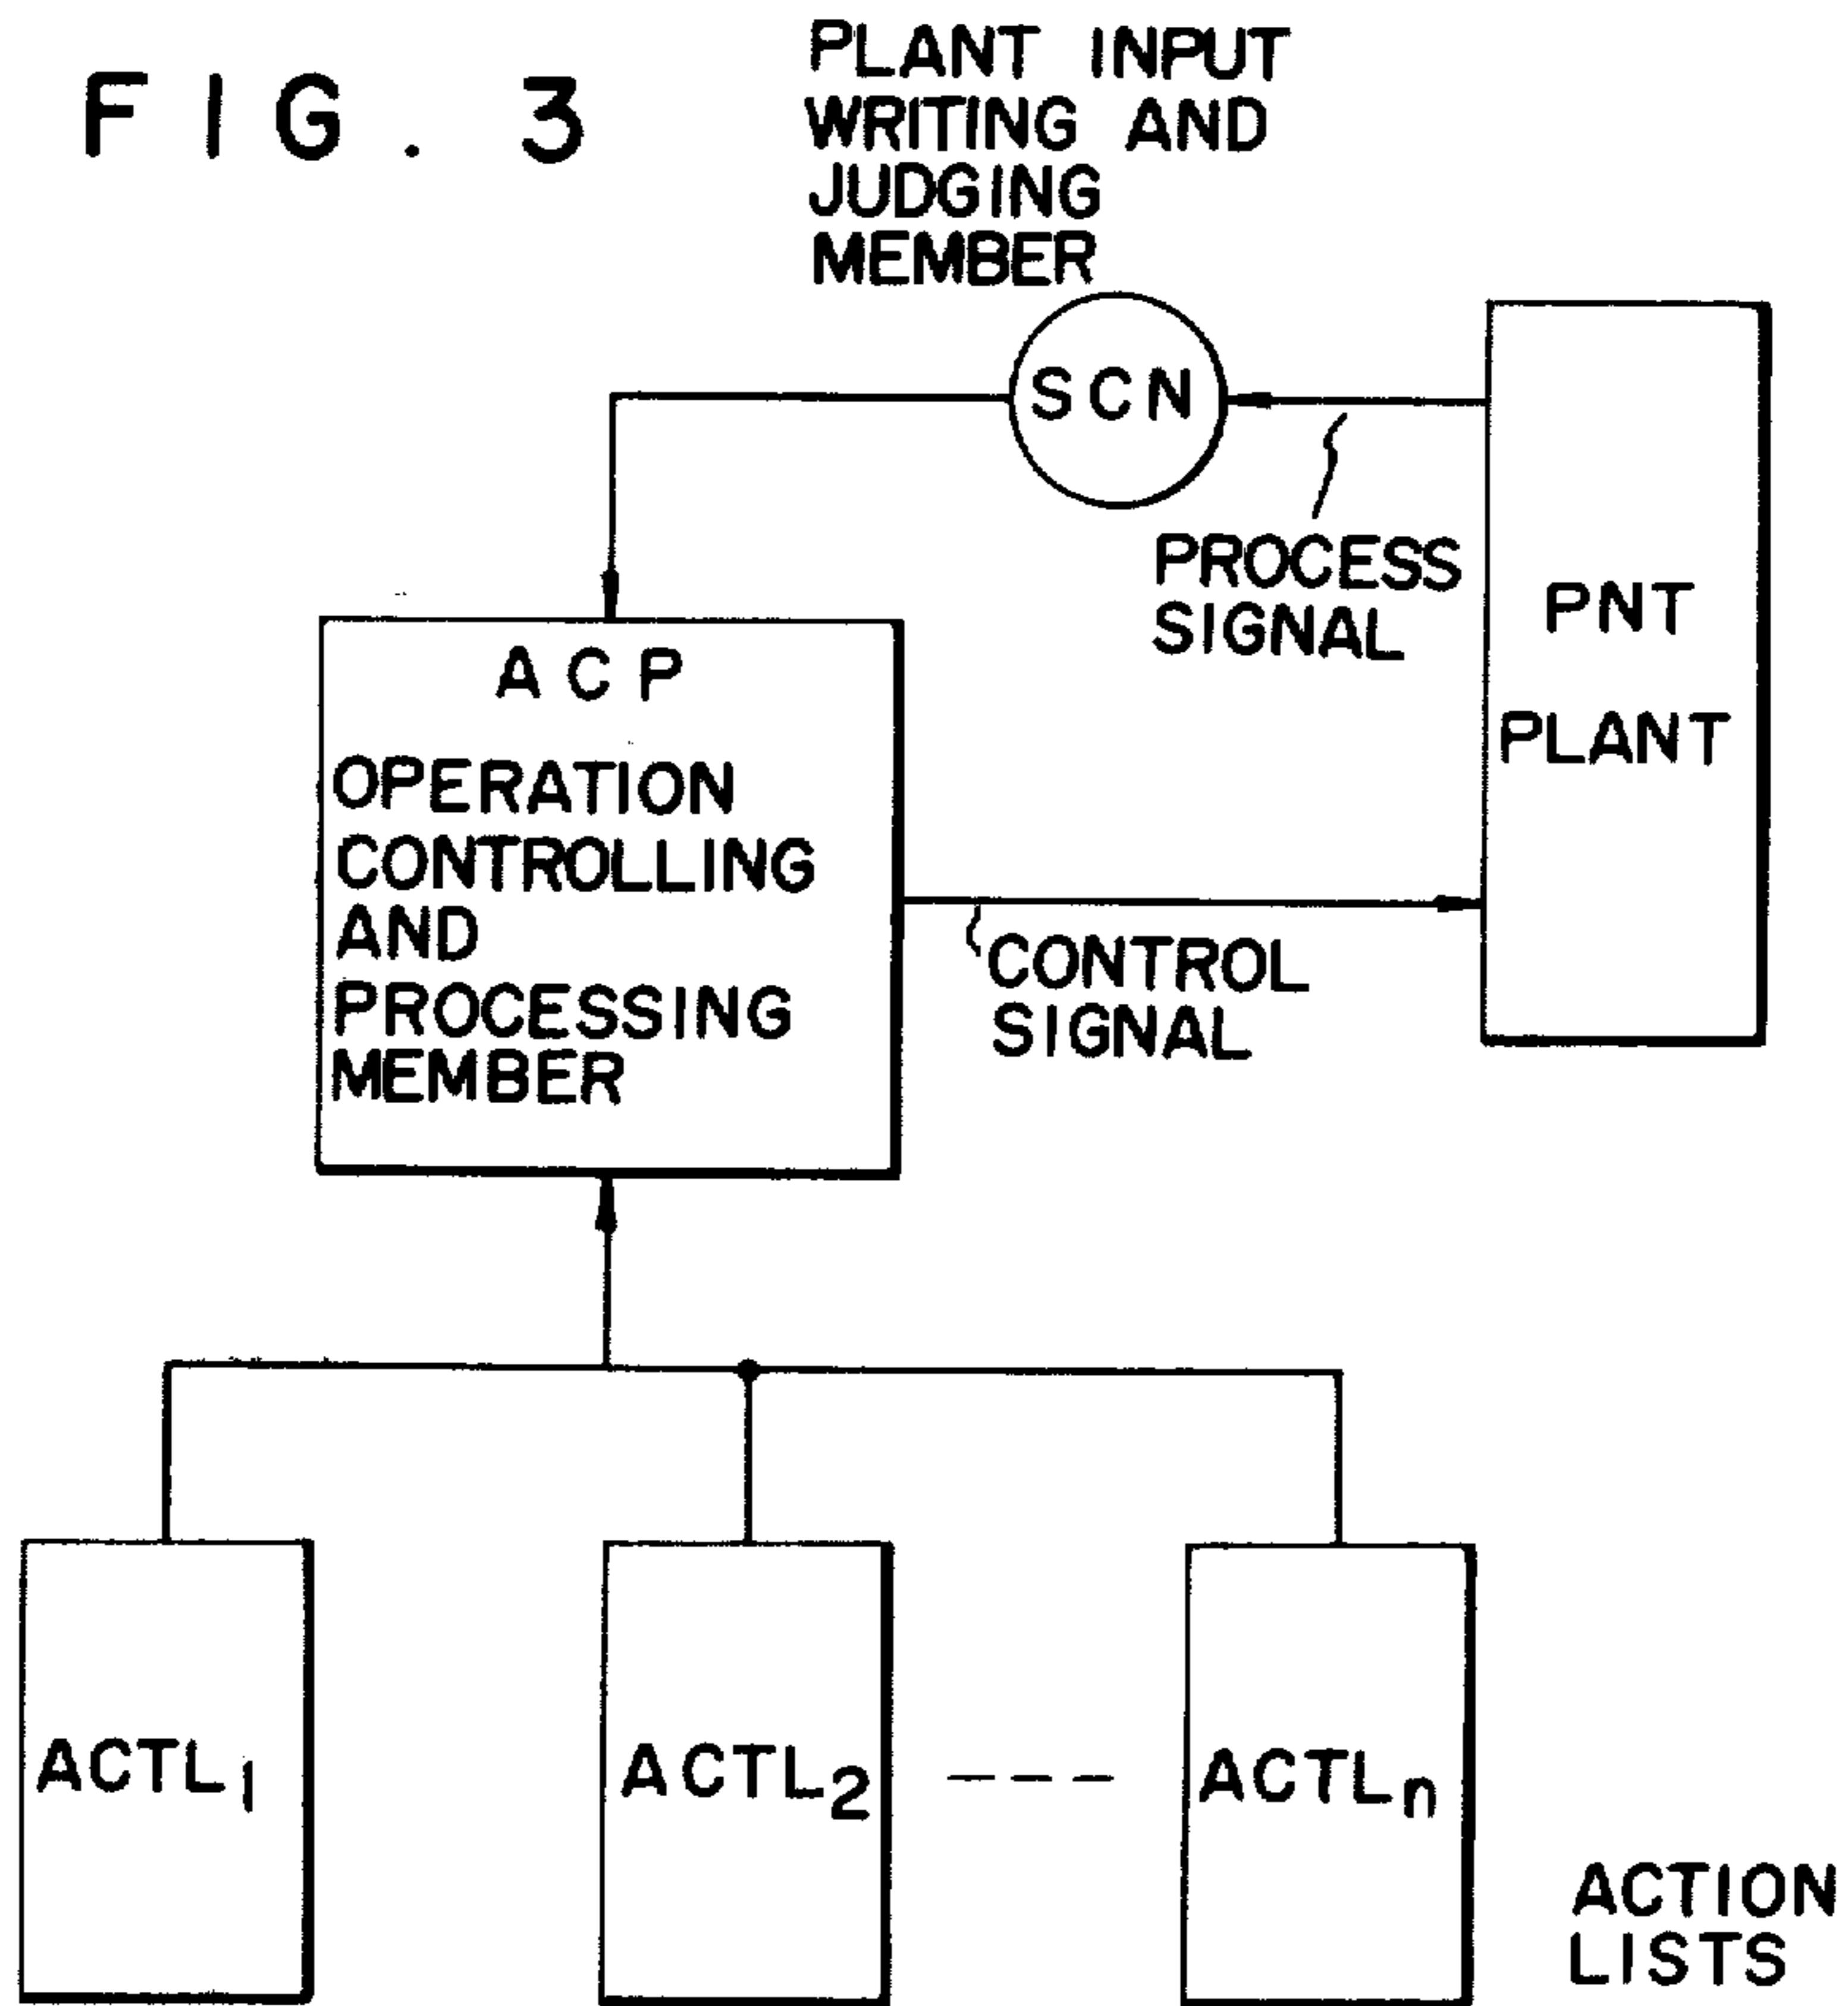 FIG. 3
PLANT INPUT
WRITING AND
JUDGING
MEMBER
SCN
PROCESS
SIGNAL
PNT
PLANT
ACP
OPERATION
CONTROLLING
AND
PROCESSING
MEMBER
CONTROL
SIGNAL
ACTL1
ACTL2
---
ACTLn
ACTION
LISTS